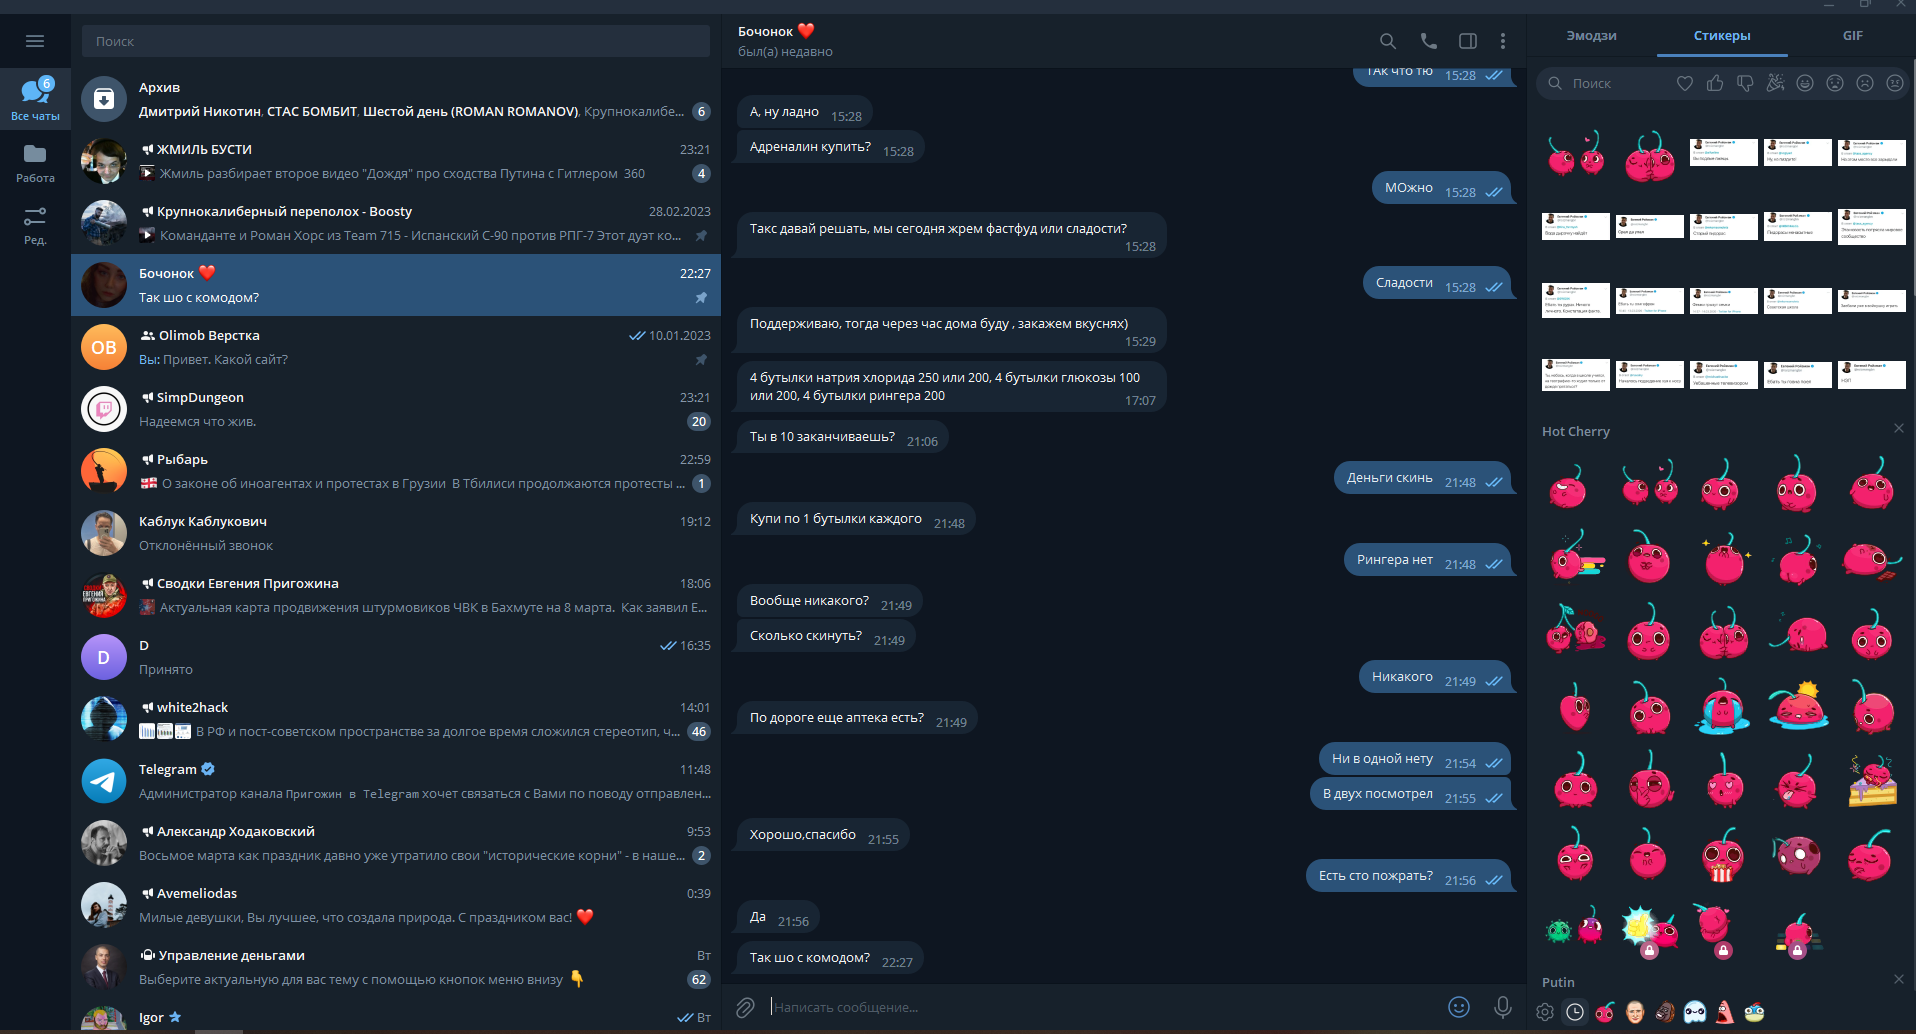 6
Все чаты
Работа
Ред.
Поиск
Архив
Дмитрий Никотин, СТАС БОМБИТ, Шестой день (ROMAN ROMANOV), Крупнокалибе... 6
ЖМИЛЬ БУСТИ 23:21
Жмиль разбирает второе видео "Дождя" про сходства Путина с Гитлером 360 4
Крупнокалиберный переполох - Boosty 28.02.2023
Команданте и Роман Хорс из Team 715 - Испанский C-90 против РПГ-7 Этот дуэт ко...
Бочонок ❤️ 22:27
Так шо с комодом?
OB
Olimob Верстка 10.01.2023
Вы: Привет. Какой сайт?
SimpDungeon 23:21
Надеемся что жив. 20
Рыбарь 22:59
🇬🇪 О законе об иноагентах и протестах в Грузии В Тбилиси продолжаются протесты ... 1
Каблук Каблукович 19:12
Отклонённый звонок
Сводки Евгения Пригожина 18:06
Актуальная карта продвижения штурмовиков ЧВК в Бахмуте на 8 марта. Как заявил Е...
D
D 16:35
Принято
white2hack 14:01
В РФ и пост-советском пространстве за долгое время сложился стереотип, ч... 46
Telegram 11:48
Администратор канала Пригожин в Telegram хочет связаться с Вами по поводу отправлен...
Александр Ходаковский 9:53
Восьмое марта как праздник давно уже утратило свои "исторические корни" - в наше... 2
Avemeliodas 0:39
Милые девушки, Вы лучшее, что создала природа. С праздником вас! ❤️
Управление деньгами Вт
Выберите актуальную для вас тему с помощью кнопок меню внизу 👇 62
Igor Вт
Бочонок ❤️
был(а) недавно
ТАк что тю 15:28
А, ну ладно 15:28
Адреналин купить? 15:28
МОжно 15:28
Такс давай решать, мы сегодня жрем фастфуд или сладости?
15:28
Сладости 15:28
Поддерживаю, тогда через час дома буду , закажем вкуснях)
15:29
4 бутылки натрия хлорида 250 или 200, 4 бутылки глюкозы 100
или 200, 4 бутылки рингера 200 17:07
Ты в 10 заканчиваешь? 21:06
Деньги скинь 21:48
Купи по 1 бутылки каждого 21:48
Рингера нет 21:48
Вообще никакого? 21:49
Сколько скинуть? 21:49
Никакого 21:49
По дороге еще аптека есть? 21:49
Ни в одной нету 21:54
В двух посмотрел 21:55
Хорошо,спасибо 21:55
Есть сто пожрать? 21:56
Да 21:56
Так шо с комодом? 22:27
Написать сообщение...
Эмодзи
Стикеры
GIF
Поиск
Hot Cherry
Putin